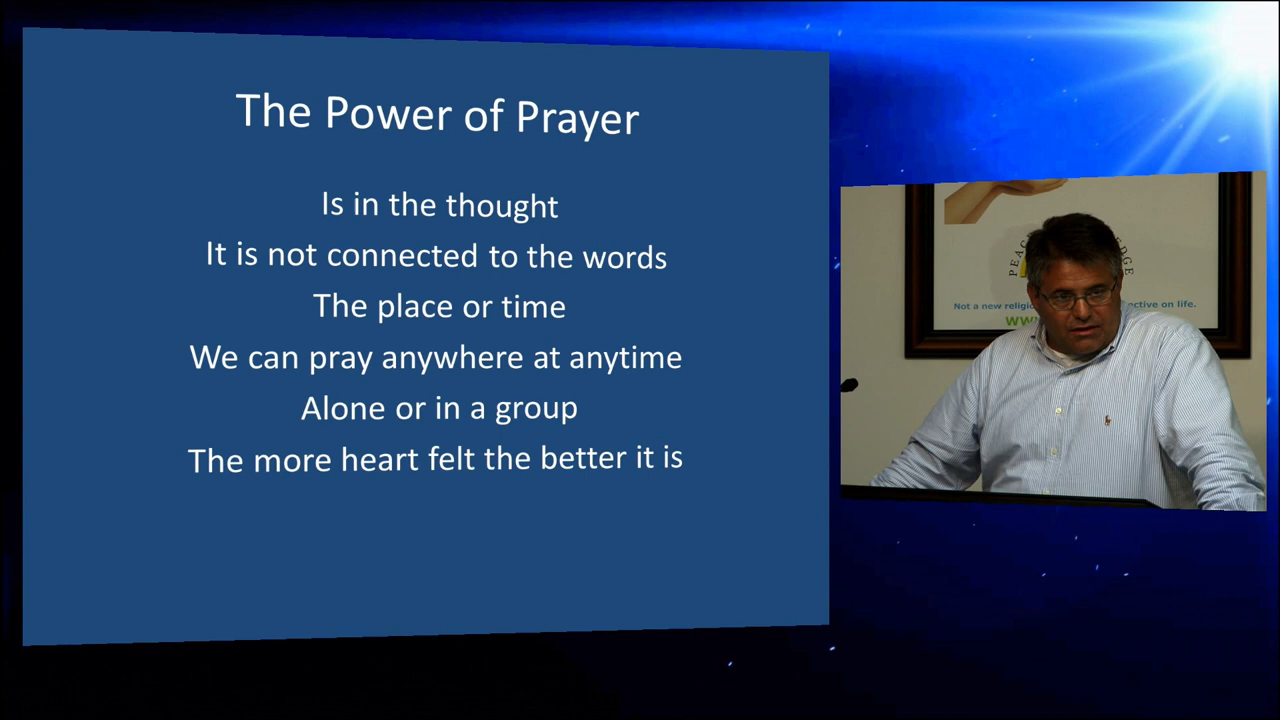 The Power of Prayer
Is in the thought
It is not connected to the words
The place or time
We can pray anywhere at anytime
Alone or in a group
The more heart felt the better it is
Not a new
on life.